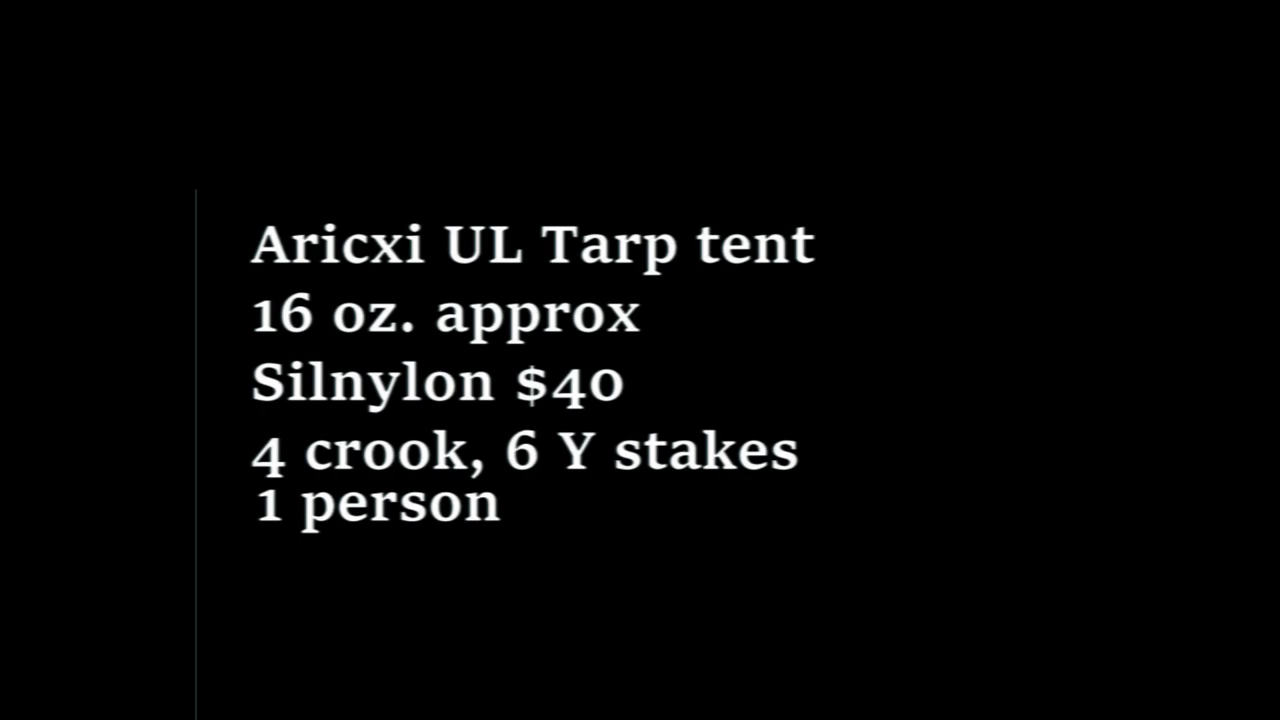 Aricxi UL Tarp tent
16 oz. approx
Silnylon $40
4 crook, 6 Y stakes
1 person